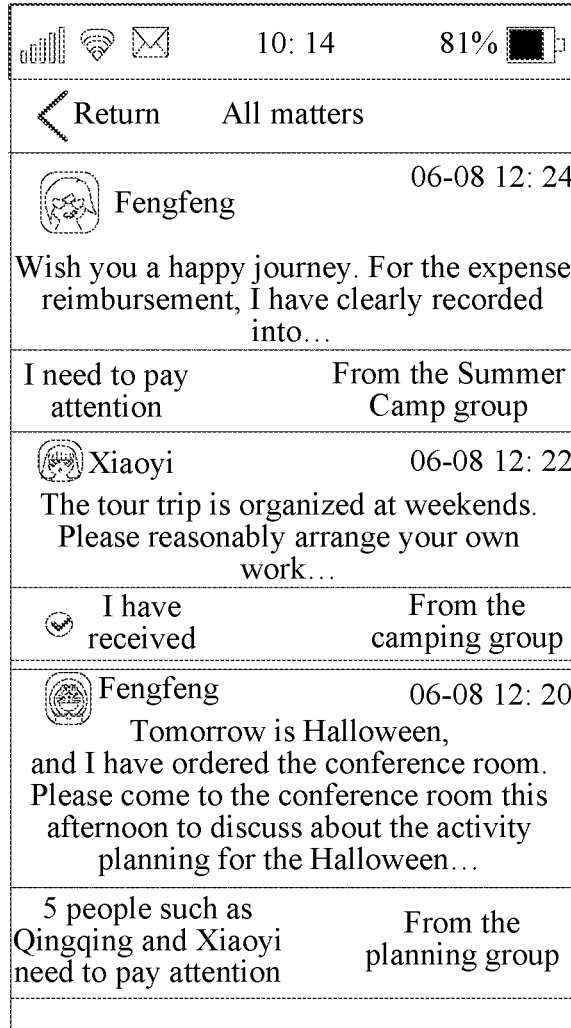 10: 14 81%
Return All matters
06-08 12: 24
Fengfeng
Wish you a happy journey. For the expense
reimbursement, I have clearly recorded
into…
I need to pay
attention
From the Summer
Camp group
Xiaoyi 06-08 12: 22
The tour trip is organized at weekends.
Please reasonably arrange your own
work…
I have
received
From the
camping group
Fengfeng 06-08 12: 20
Tomorrow is Halloween,
and I have ordered the conference room.
Please come to the conference room this
afternoon to discuss about the activity
planning for the Halloween…
5 people such as
Qingqing and Xiaoyi
need to pay attention
From the
planning group